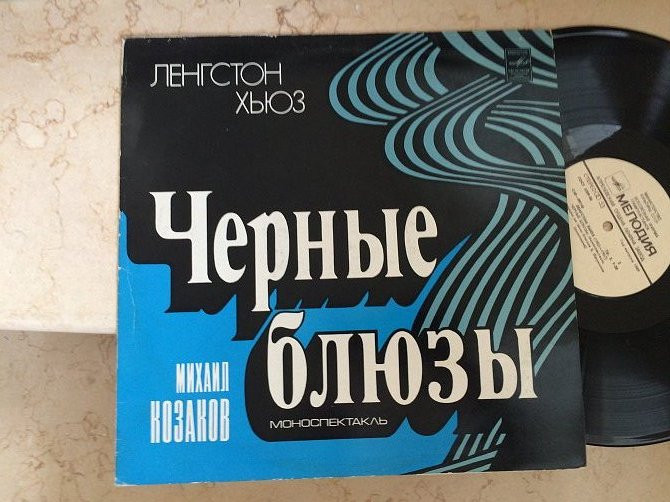 ЛЕНГСТОН
ХЬЮЗ
Черные
блюзы
МИХАИЛ
КОЗАКОВ
МОНОСПЕКТАКЛЬ
МЕЛОДИЯ